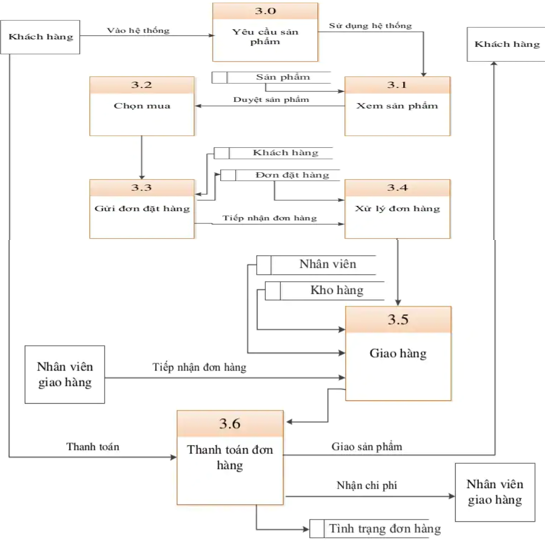 3.0
Khách hàng
Vào hệ thống
Yêu cầu sản
phẩm
Sử dụng hệ thống
Khách hàng
3.2
Sản phẩm
3.1
Chọn mua
Duyệt sản phẩm
Xem sản phẩm
Khách hàng
3.3
Đơn đặt hàng
3.4
Gửi đơn đặt hàng
Tiếp nhận đơn hàng
Xử lý đơn hàng
Nhân viên
Kho hàng
3.5
Giao hàng
Nhân viên
giao hàng
Tiếp nhận đơn hàng
3.6
Thanh toán
Thanh toán đơn
hàng
Giao sản phẩm
Nhận chi phí
Nhân viên
giao hàng
Tình trạng đơn hàng